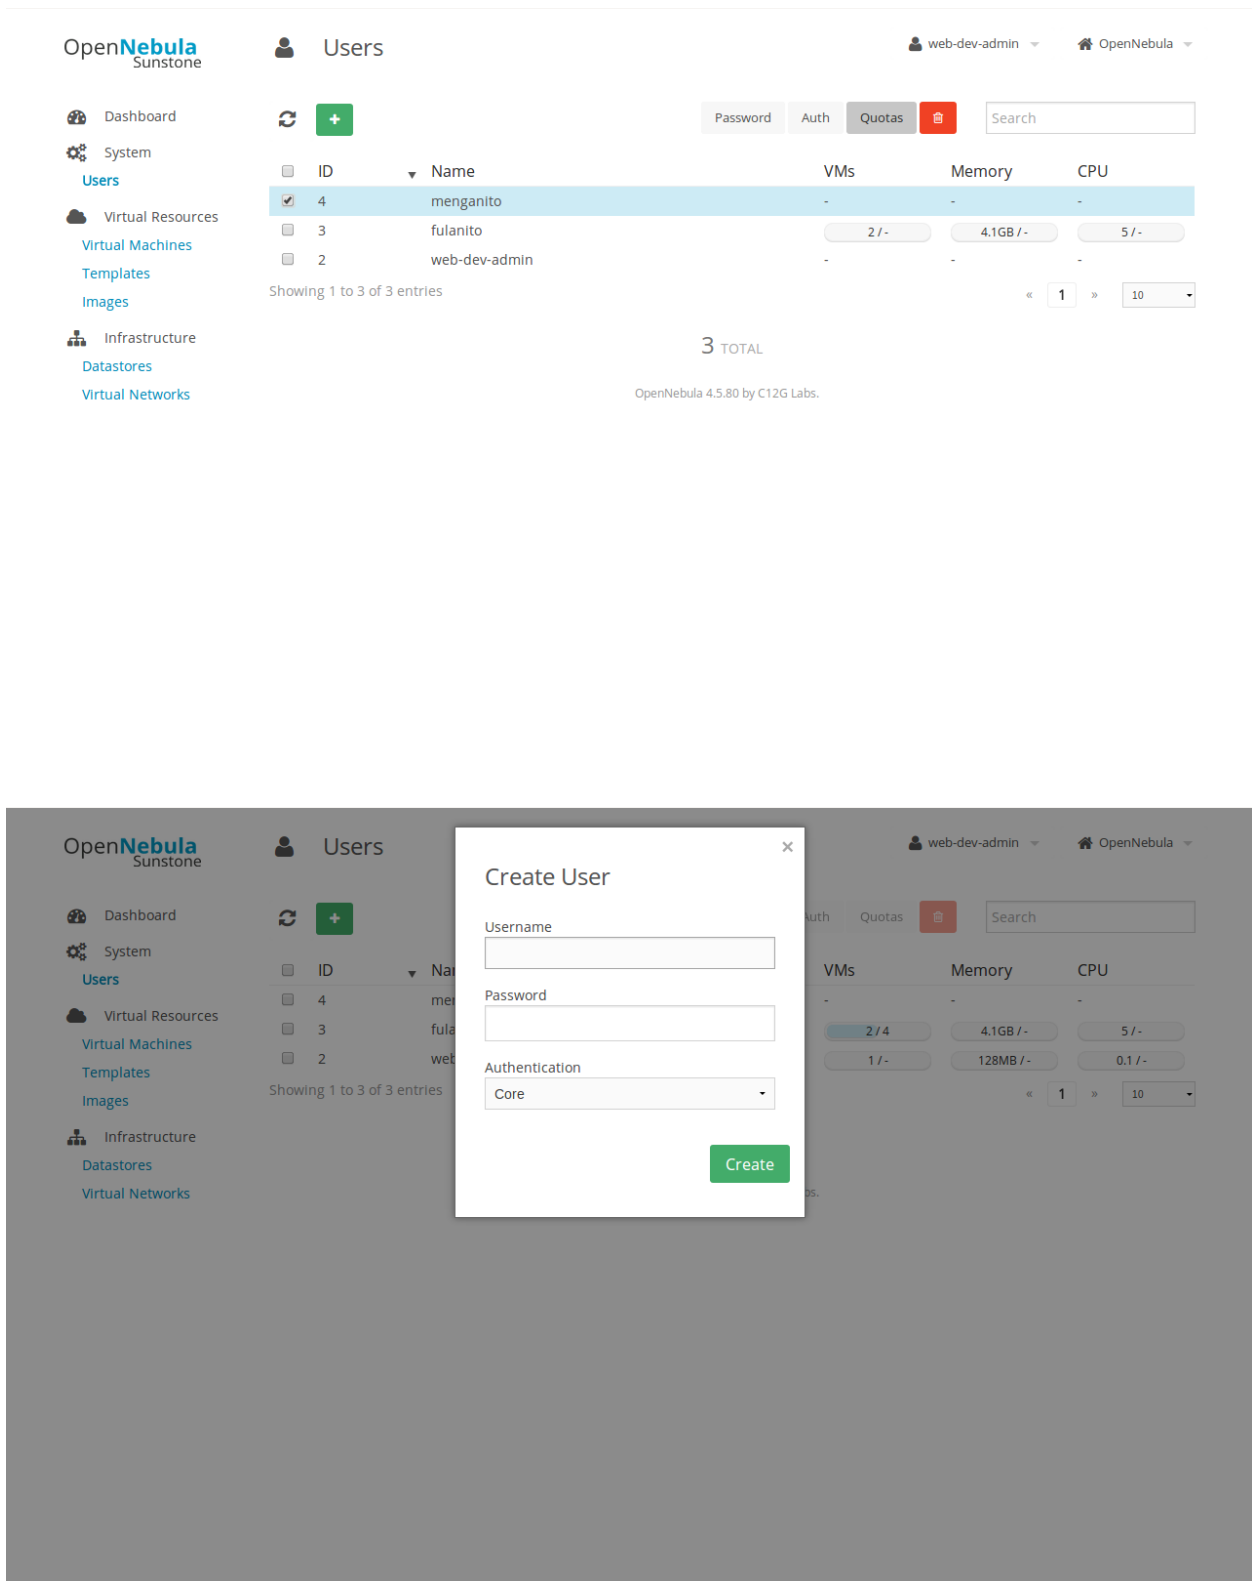 OpenNebula
Sunstone
Users
web-dev-admin
OpenNebula
Dashboard
System
Users
Virtual Resources
Virtual Machines
Templates
Images
Infrastructure
Datastores
Virtual Networks
Password Auth Quotas Search
ID Name VMs Memory CPU
4 menganito - - -
3 fulanito 2 / - 4.1GB / - 5 / -
2 web-dev-admin - - -
Showing 1 to 3 of 3 entries « 1 » 10
3 TOTAL
OpenNebula 4.5.80 by C12G Labs.
OpenNebula
Sunstone
Users
web-dev-admin
OpenNebula
Dashboard
System
Users
Virtual Resources
Virtual Machines
Templates
Images
Infrastructure
Datastores
Virtual Networks
Auth Quotas Search
ID Na VMs Memory CPU
4 me - - -
3 fula 2 / 4 4.1GB / - 5 / -
2 web 1 / - 128MB / - 0.1 / -
Showing 1 to 3 of 3 entries « 1 » 10
Create User
×
Username
Password
Authentication
Core
Create